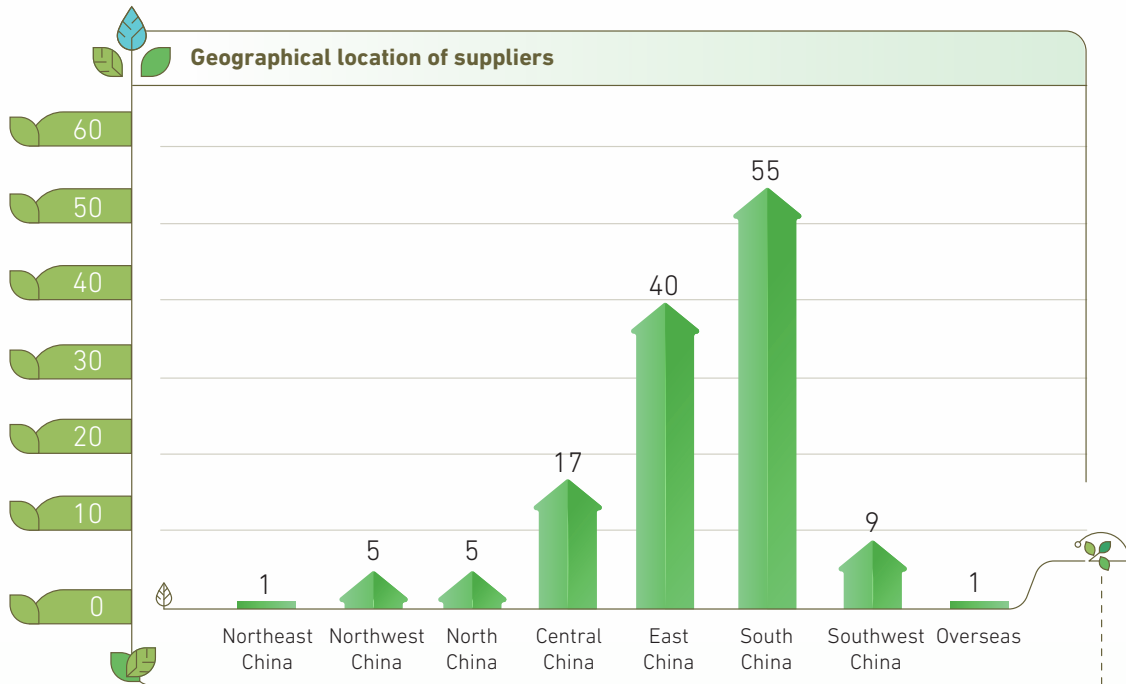 Geographical location of suppliers
60
50
40
30
20
10
0
1
5
5
17
40
55
9
1
Northeast
China
Northwest
China
North
China
Central
China
East
China
South
China
Southwest
China
Overseas